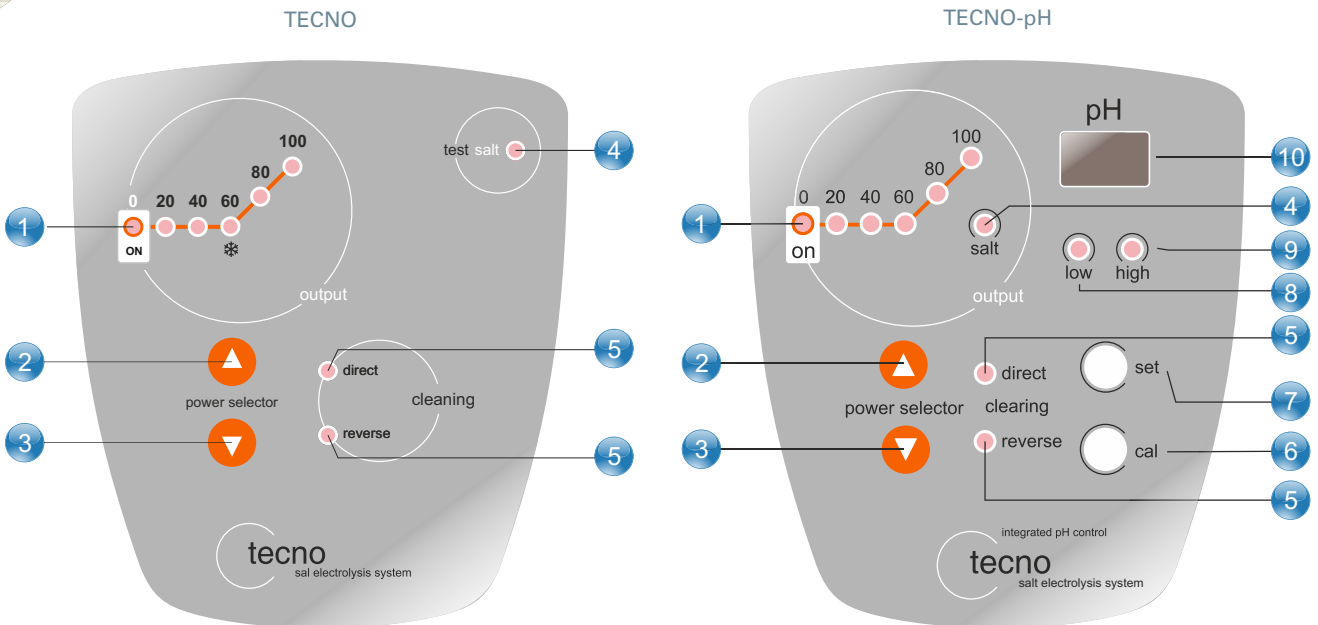 TECNO
100
80
0 20 40 60
ON
test salt
4
1
output
2
power selector
3
5
direct
cleaning
reverse
5
tecno
sal electrolysis system
TECNO-pH
pH
10
100
80
0 20 40 60
on
salt
4
1
low high
9
8
output
5
2
direct
set
power selector
clearing
7
3
reverse
cal
6
5
integrated pH control
tecno
salt electrolysis system